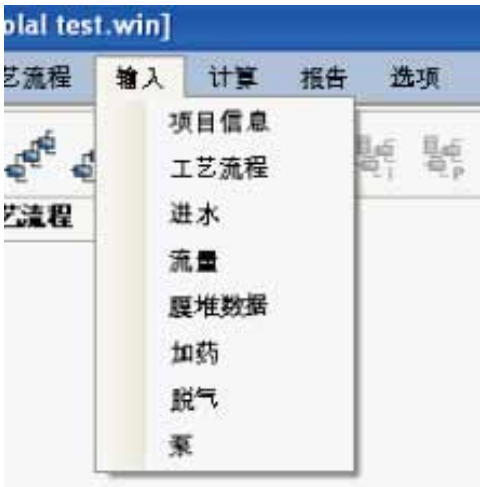 olal test.win]
艺流程 输入 计算 报告 选项
项目信息
工艺流程
艺流程
进水
流量
膜堆数据
加药
脱气
泵